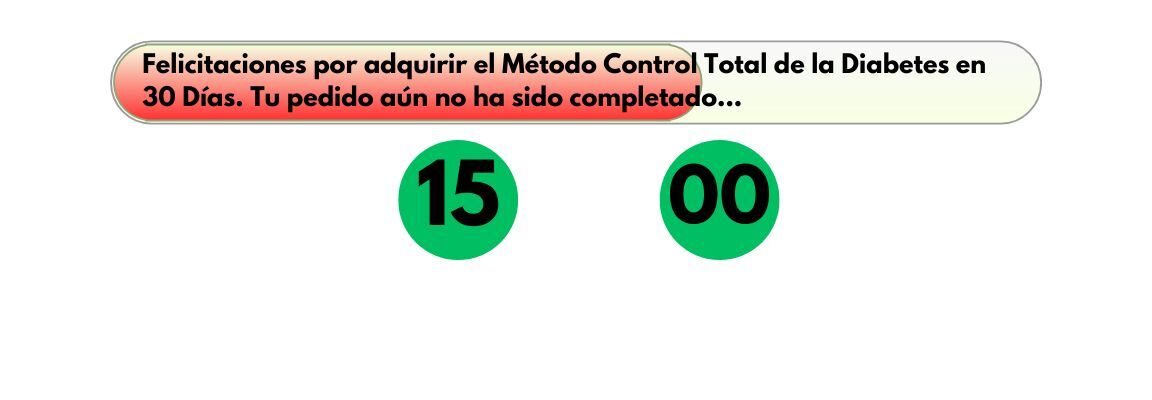 Felicitaciones por adquirir el Método Control Total de la Diabetes en
30 Días. Tu pedido aún no ha sido completado...
15 00